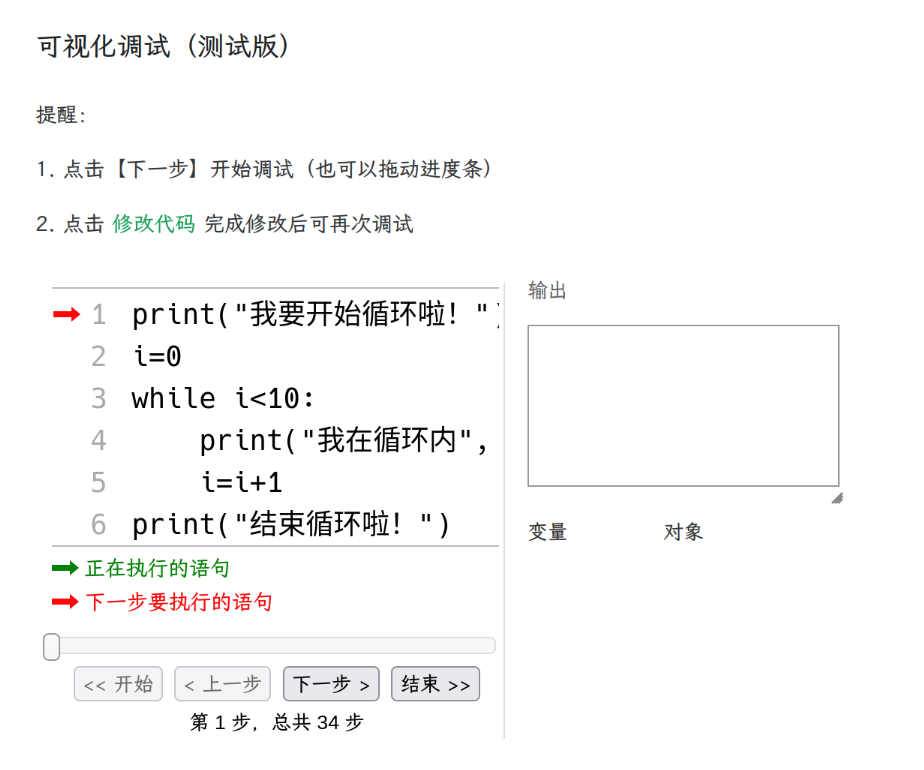 可视化调试（测试版）
提醒：
1. 点击【下一步】开始调试（也可以拖动进度条）
2. 点击 修改代码 完成修改后可再次调试
1 print("我要开始循环啦！")
2 i=0
3 while i<10:
4     print("我在循环内",
5     i=i+1
6 print("结束循环啦！")
正在执行的语句
下一步要执行的语句
<< 开始 < 上一步 下一步 > 结束 >>
第 1 步，总共 34 步
输出
变量 对象